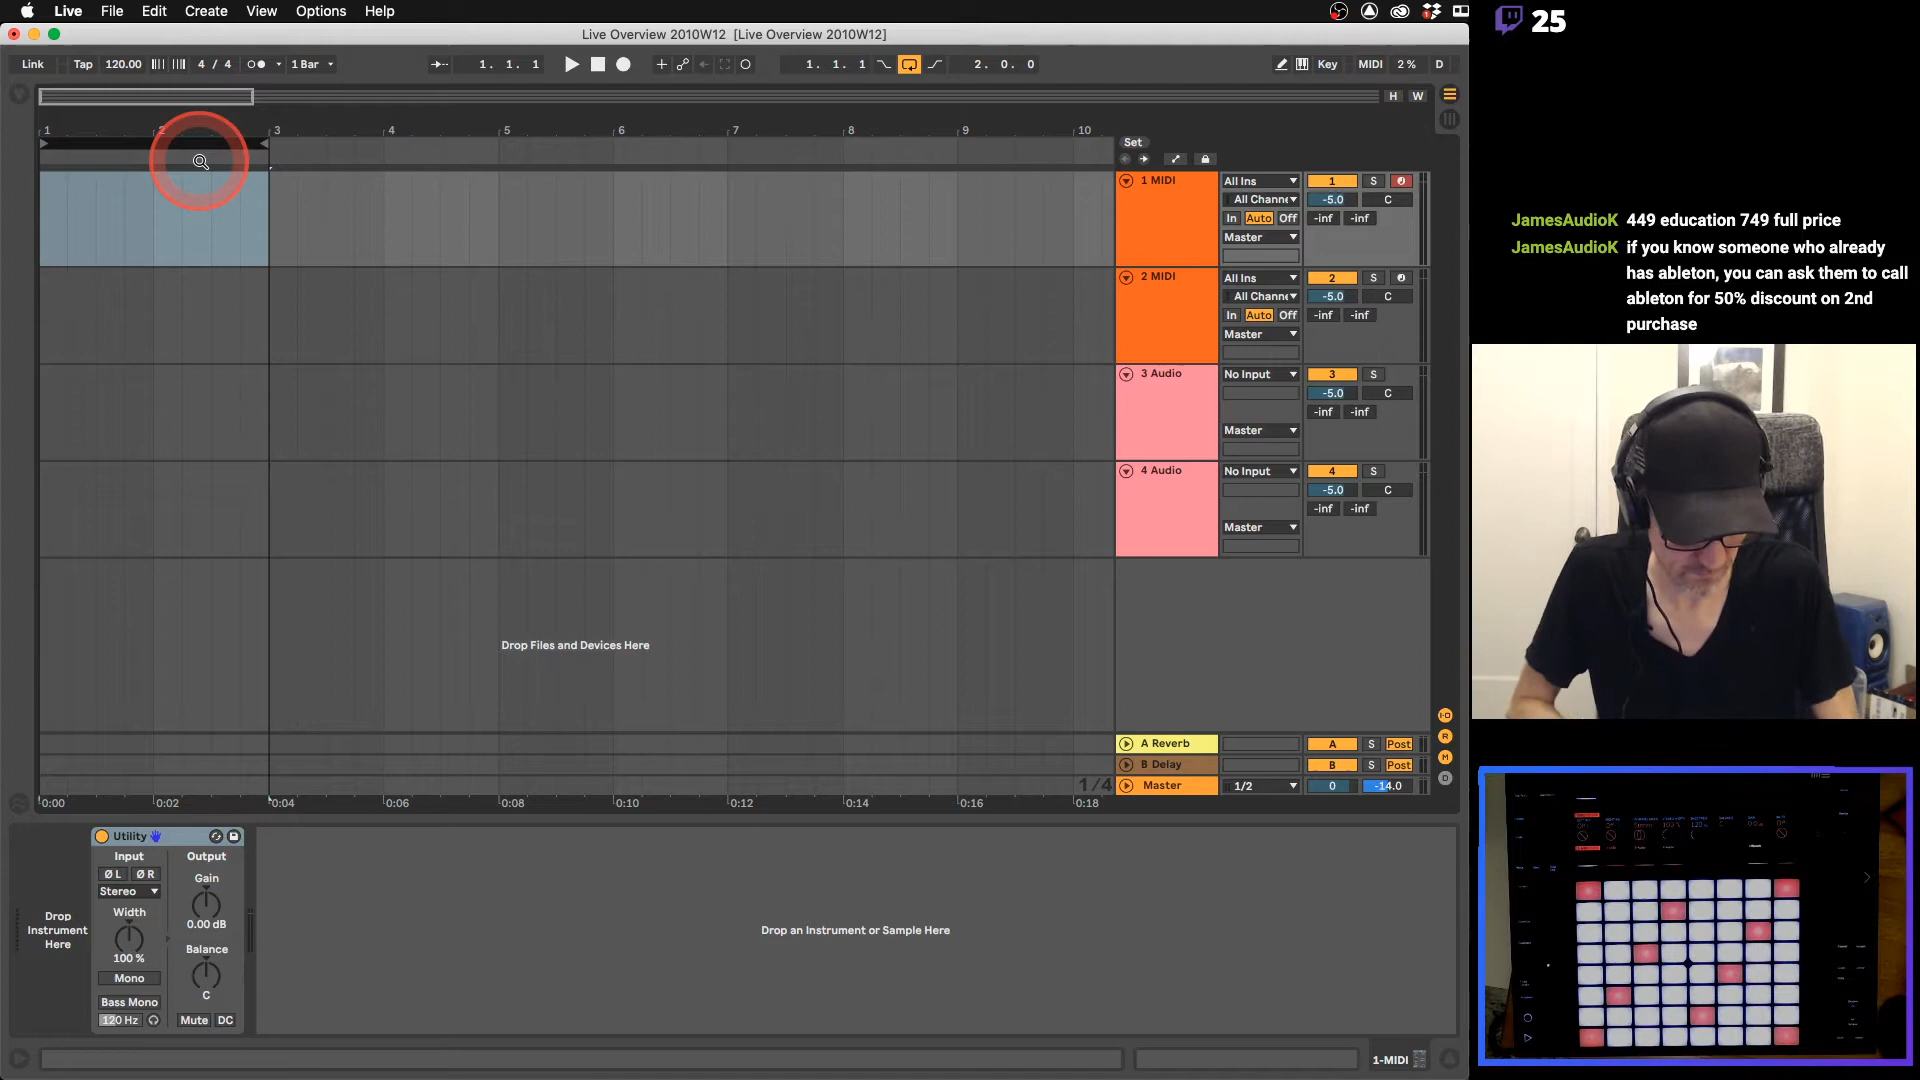 Live File Edit Create View Options Help
25
Live Overview 2010W12 [Live Overview 2010W12]
Link Tap 120.00 4 / 4 1 Bar 1. 1. 1 1. 1. 1 2. 0. 0 Key MIDI 2 % D
H W
1 2 3 4 5 6 7 8 9 10
Set
1 MIDI All Ins 1 S
All Channe -5.0 C
In Auto Off -inf -inf
Master
2 MIDI All Ins 2 S
All Channe -5.0 C
In Auto Off -inf -inf
Master
3 Audio No Input 3 S
-5.0 C
-inf -inf
Master
4 Audio No Input 4 S
-5.0 C
-inf -inf
Master
JamesAudioK 449 education 749 full price
JamesAudioK if you know someone who already
has ableton, you can ask them to call
ableton for 50% discount on 2nd
purchase
Drop Files and Devices Here
A Reverb A S Post
B Delay B S Post
1/4 Master 1/2 0 -14.0
0:00 0:02 0:04 0:06 0:08 0:10 0:12 0:14 0:16 0:18
I-O
R
M
D
Utility
Input Output
Ø L Ø R Gain
Stereo
Width 0.00 dB
Balance
100 %
Mono C
Bass Mono
120 Hz Mute DC
Drop
Instrument
Here
Drop an Instrument or Sample Here
1-MIDI